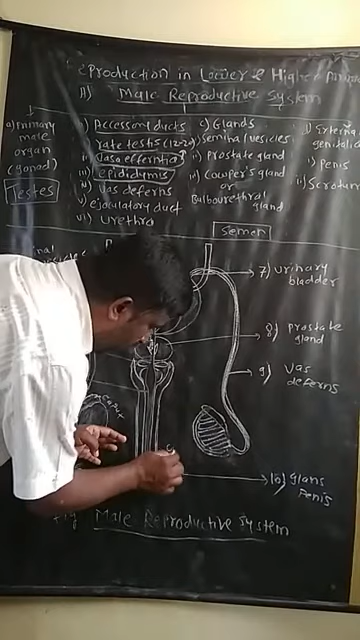 Reproduction in Lower & Higher Animals
A) Male Reproductive System
a) Primary male organ (gonad)
Testes
b) Accessory ducts
i) rate testis (12-20)
ii) Vasa efferentia
iii) epididymis
iv) Vas deferns
v) ejaculatory duct
vi) Urethra
c) Glands
i) Seminal vesicles
ii) Prostate gland
iii) Cowper's gland
or
Bulbourethral gland
d) External
genitalia
i) Penis
ii) Scrotum
Semen
7) Urinary
bladder
8) Prostate
gland
9) Vas
deferns
10) Glans
Penis
Fig Male Reproductive System